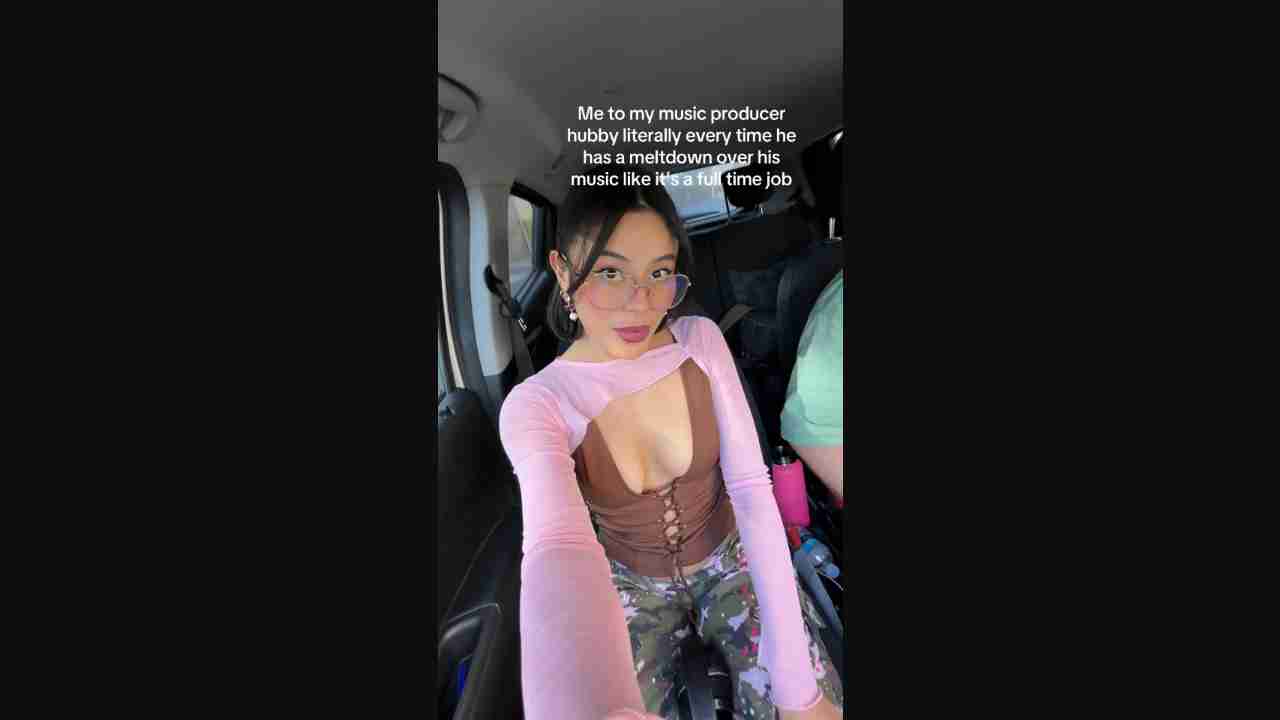 Me to my music producer
hubby literally every time he
has a meltdown over his
music like it's a full time job